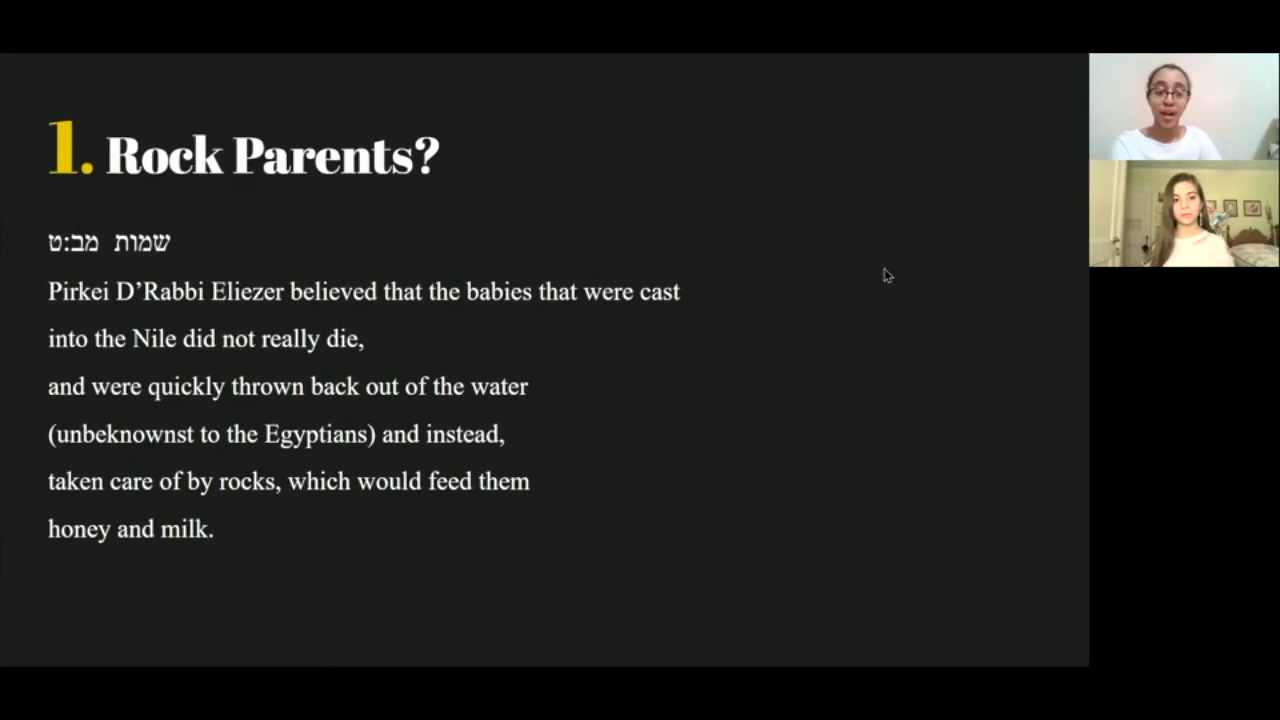 1. Rock Parents?
שמות מב:ט
Pirkei D’Rabbi Eliezer believed that the babies that were cast
into the Nile did not really die,
and were quickly thrown back out of the water
(unbeknownst to the Egyptians) and instead,
taken care of by rocks, which would feed them
honey and milk.